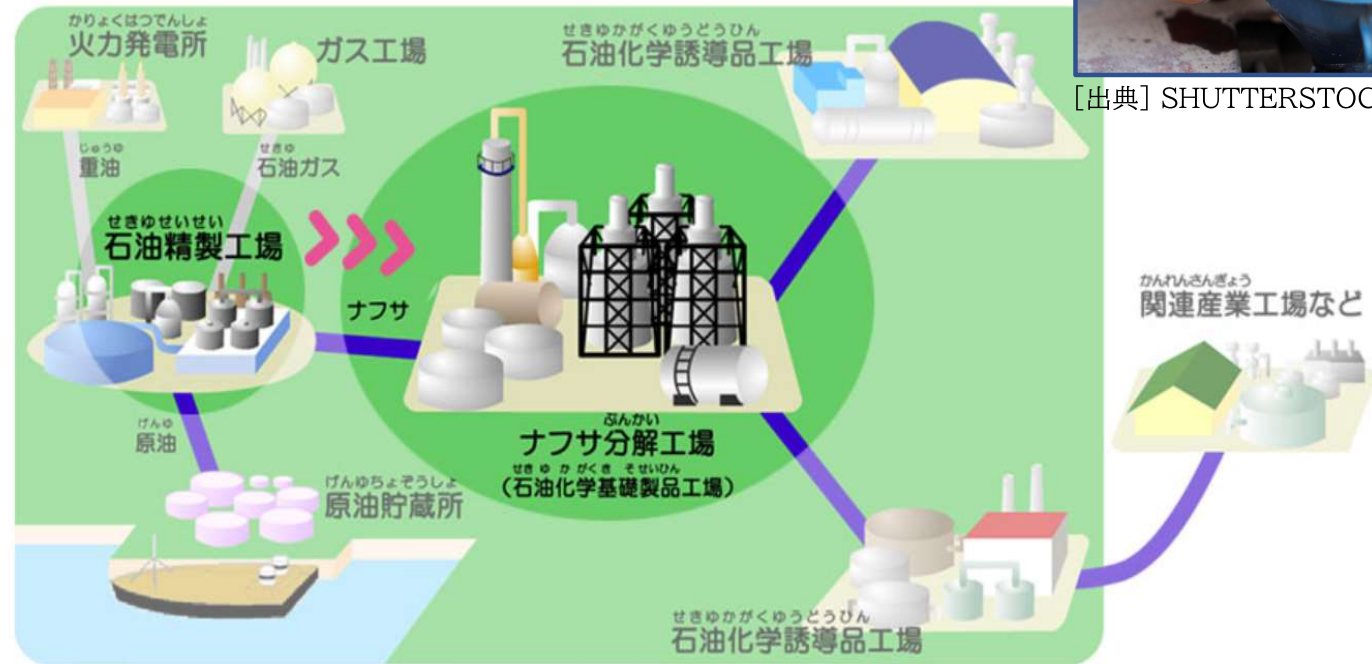 かりょくはつでんしょ
火力発電所
ガス工場
せきゆかがくゆうどうひん
石油化学誘導品工場
[出典] SHUTTERSTOC
じゅうゆ
重油
せきゆ
石油ガス
せきゆせいせい
石油精製工場
ナフサ
かんれんさんぎょう
関連産業工場など
げんゆ
原油
ぶんかい
ナフサ分解工場
せきゆかがくきそせいひん
（石油化学基礎製品工場）
げんゆちょぞうしょ
原油貯蔵所
せきゆかがくゆうどうひん
石油化学誘導品工場